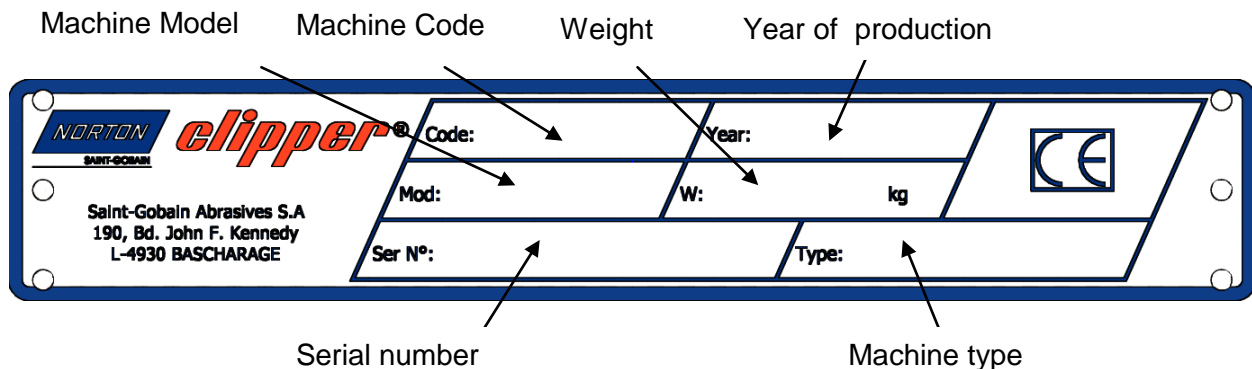 Machine Model Machine Code Weight Year of production
NORTON clipper®
SAINT-GOBAIN
Code: Year:
CE
Mod: W: kg
Saint-Gobain Abrasives S.A
190, Bd. John F. Kennedy
L-4930 BASCHARAGE
Ser N°: Type:
Serial number Machine type